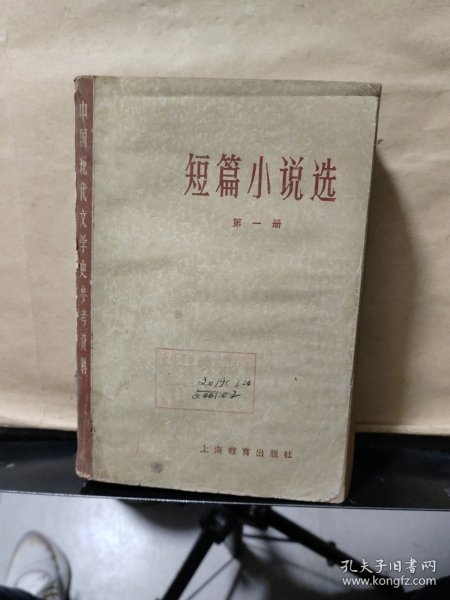 中国现代文学史参考資料
短篇小说选
第一册
上海教育出版社
孔夫子旧书网
www.kongfz.com